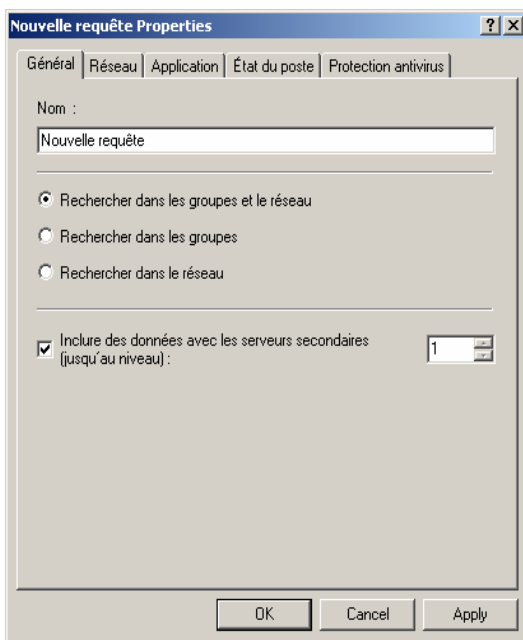 Nouvelle requête Properties
Général Réseau Application État du poste Protection antivirus
Nom :
Nouvelle requête
Rechercher dans les groupes et le réseau
Rechercher dans les groupes
Rechercher dans le réseau
Inclure des données avec les serveurs secondaires
(jusqu'au niveau) :
1
OK Cancel Apply